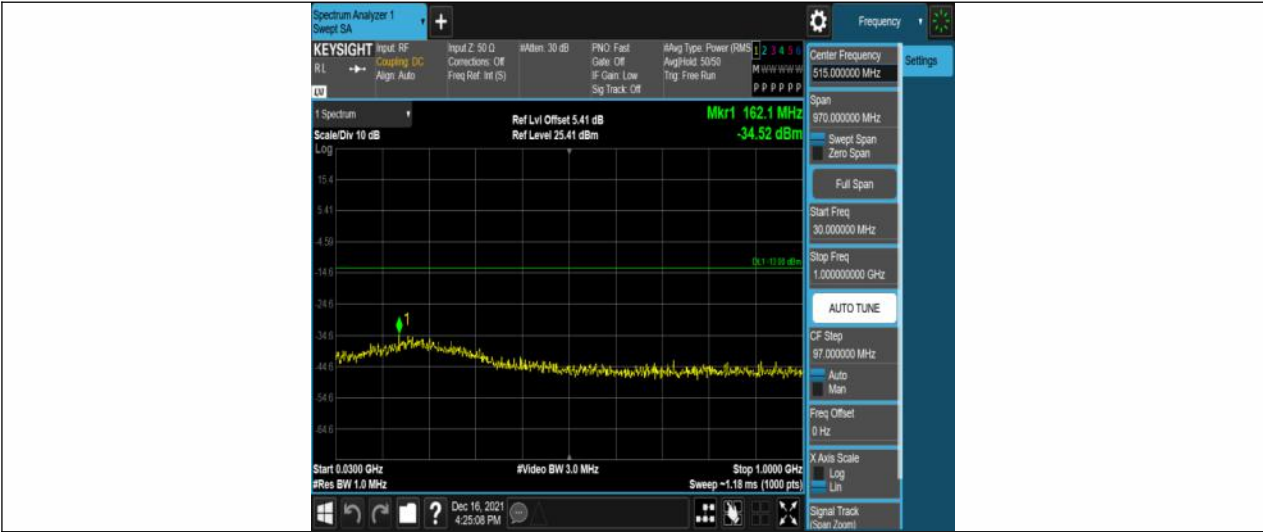 Spectrum Analyzer 1
Swept SA
+
Frequency
KEYSIGHT
Input: RF
Coupling: DC
Align: Auto
Input Z: 50 Ω
Corrections: Off
Freq Ref: Int (S)
#Atten: 30 dB
PNO: Fast
Gate: Off
IF Gain: Low
Sig Track: Off
#Avg Type: Power (RMS
Avg|Hold: 50/50
Trig: Free Run
1 2 3 4 5 6
M W W W W W
P P P P P P
R L
LW
Center Frequency
515.000000 MHz
Settings
Span
970.000000 MHz
Swept Span
Zero Span
Full Span
Start Freq
30.000000 MHz
Stop Freq
1.000000000 GHz
AUTO TUNE
CF Step
97.000000 MHz
Auto
Man
Freq Offset
0 Hz
X Axis Scale
Log
Lin
Signal Track
(Span Zoom)
1 Spectrum
Scale/Div 10 dB
Log
Ref Lvl Offset 5.41 dB
Ref Level 25.41 dBm
Mkr1 162.1 MHz
-34.52 dBm
15.4
5.41
-4.59
DL1 -13.00 dBm
-14.6
-24.6
1
-34.6
-44.6
-54.6
-64.6
Start 0.0300 GHz
#Res BW 1.0 MHz
#Video BW 3.0 MHz
Stop 1.0000 GHz
Sweep ~1.18 ms (1000 pts)
?
Dec 16, 2021
4:25:08 PM